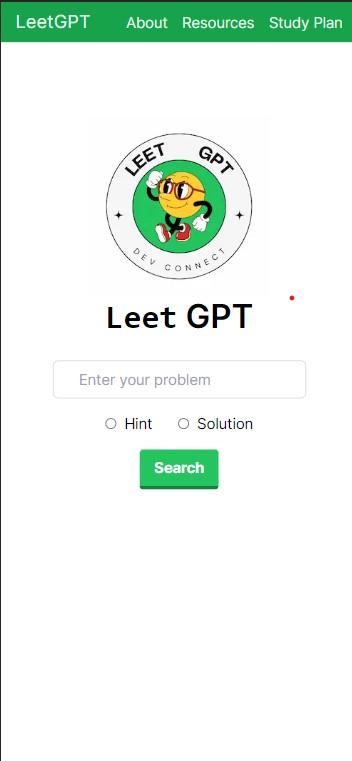 LeetGPT About Resources Study Plan
LEET GPT
DEV CONNECT
Leet GPT
Enter your problem
Hint Solution
Search